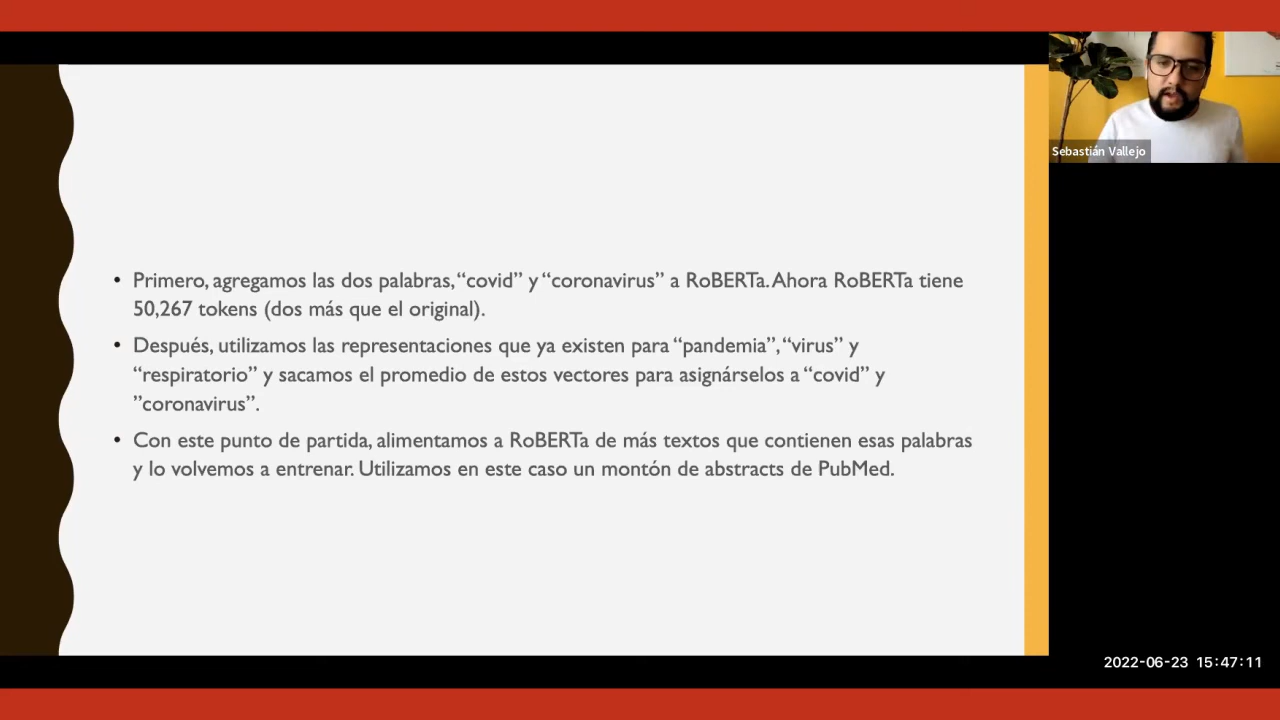 • Primero, agregamos las dos palabras, “covid” y “coronavirus” a RoBERTa. Ahora RoBERTa tiene
50,267 tokens (dos más que el original).
• Después, utilizamos las representaciones que ya existen para “pandemia”, “virus” y
“respiratorio” y sacamos el promedio de estos vectores para asignárselos a “covid” y
”coronavirus”.
• Con este punto de partida, alimentamos a RoBERTa de más textos que contienen esas palabras
y lo volvemos a entrenar. Utilizamos en este caso un montón de abstracts de PubMed.
Sebastián Vallejo
2022-06-23 15:47:11